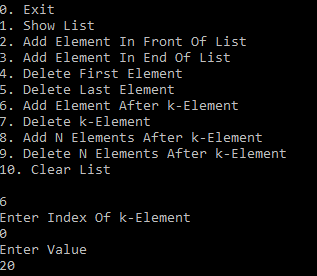 0. Exit
1. Show List
2. Add Element In Front Of List
3. Add Element In End Of List
4. Delete First Element
5. Delete Last Element
6. Add Element After k-Element
7. Delete k-Element
8. Add N Elements After k-Element
9. Delete N Elements After k-Element
10. Clear List
6
Enter Index Of k-Element
0
Enter Value
20